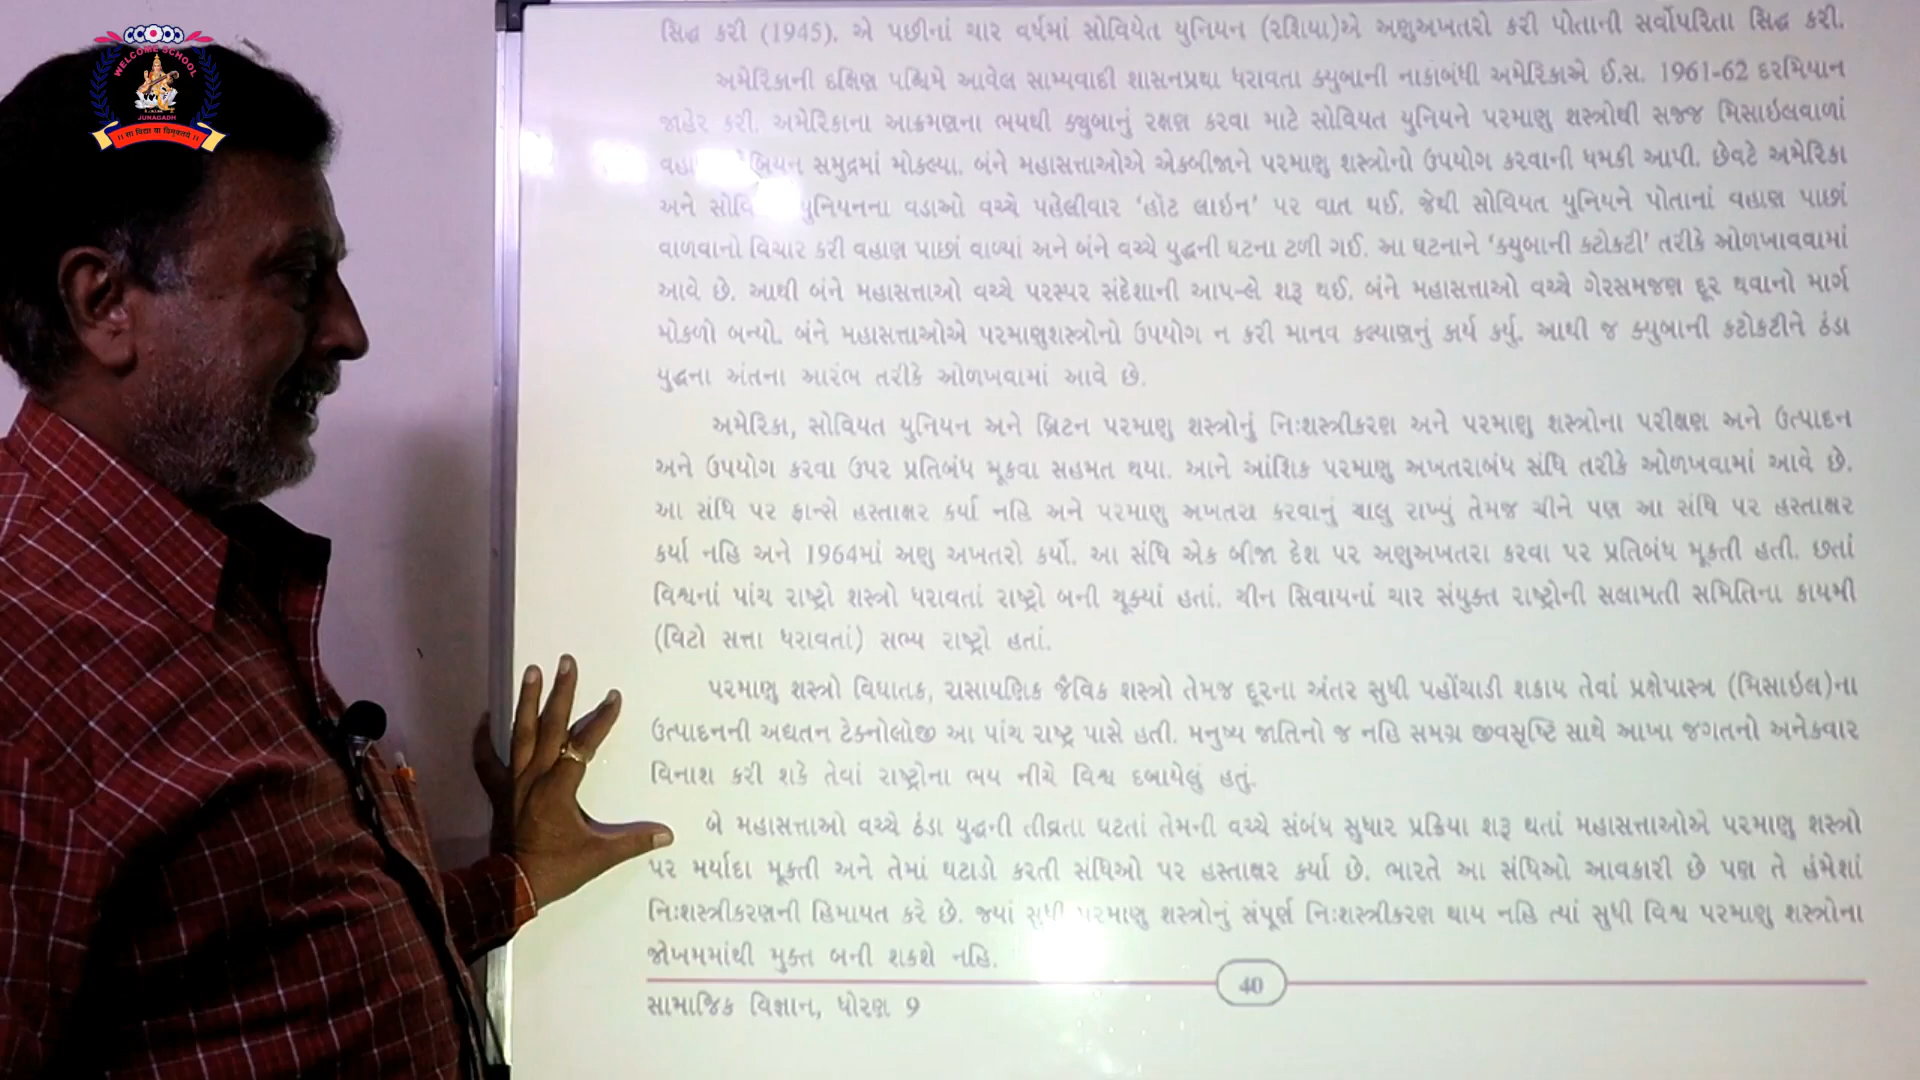 WELCOME SCHOOL
JUNAGADH
।। सा विद्या या विमुक्तये ।।
સિદ્ધ કરી (1945). એ પછીનાં ચાર વર્ષમાં સોવિયેત યુનિયન (રશિયા)એ અણુઅખતરો કરી પોતાની સર્વોપરિતા સિદ્ધ કરી.
અમેરિકાની દક્ષિણ પશ્ચિમે આવેલ સામ્યવાદી શાસનપ્રથા ધરાવતા ક્યુબાની નાકાબંધી અમેરિકાએ ઈ.સ. 1961-62 દરમિયાન
જાહેર કરી. અમેરિકાના આક્રમણના ભયથી ક્યુબાનું રક્ષણ કરવા માટે સોવિયત યુનિયને પરમાણુ શસ્ત્રોથી સજ્જ મિસાઇલવાળાં
સમુદ્રમાં મોકલ્યા. બંને મહાસત્તાઓએ એકબીજાને પરમાણુ શસ્ત્રોનો ઉપયોગ કરવાની ધમકી આપી. છેવટે અમેરિકા
અને યુનિયનના વડાઓ વચ્ચે પહેલીવાર ‘હૉટ લાઇન’ પર વાત થઈ. જેથી સોવિયત યુનિયને પોતાનાં વહાણ પાછાં
વાળવાનો વિચાર કરી વહાણ પાછાં વાળ્યાં અને બંને વચ્ચે યુદ્ધની ઘટના ટળી ગઈ. આ ઘટનાને ‘ક્યુબાની કટોકટી’ તરીકે ઓળખાવવામાં
આવે છે. આથી બંને મહાસત્તાઓ વચ્ચે પરસ્પર સંદેશાની આપ-લે શરૂ થઈ. બંને મહાસત્તાઓ વચ્ચે ગેરસમજણ દૂર થવાનો માર્ગ
મોકળો બન્યો. બંને મહાસત્તાઓએ પરમાણુશસ્ત્રોનો ઉપયોગ ન કરી માનવ કલ્યાણનું કાર્ય કર્યું. આથી જ ક્યુબાની કટોકટીને ઠંડા
યુદ્ધના અંતના આરંભ તરીકે ઓળખવામાં આવે છે.
અમેરિકા, સોવિયત યુનિયન અને બ્રિટન પરમાણુ શસ્ત્રોનું નિઃશસ્ત્રીકરણ અને પરમાણુ શસ્ત્રોના પરીક્ષણ અને ઉત્પાદન
અને ઉપયોગ કરવા ઉપર પ્રતિબંધ મૂકવા સહમત થયા. આને આંશિક પરમાણુ અખતરાબંધ સંધિ તરીકે ઓળખવામાં આવે છે.
આ સંધિ પર ફ્રાન્સે હસ્તાક્ષર કર્યા નહિ અને પરમાણુ અખતરા કરવાનું ચાલુ રાખ્યું તેમજ ચીને પણ આ સંધિ પર હસ્તાક્ષર
કર્યા નહિ અને 1964માં અણુ અખતરો કર્યો. આ સંધિ એક બીજા દેશ પર અણુઅખતરા કરવા પર પ્રતિબંધ મૂકતી હતી. છતાં
વિશ્વનાં પાંચ રાષ્ટ્રો શસ્ત્રો ધરાવતાં રાષ્ટ્રો બની ચૂક્યાં હતાં. ચીન સિવાયનાં ચાર સંયુક્ત રાષ્ટ્રોની સલામતી સમિતિના કાયમી
(વિટો સત્તા ધરાવતાં) સભ્ય રાષ્ટ્રો હતાં.
પરમાણુ શસ્ત્રો વિઘાતક, રાસાયણિક જૈવિક શસ્ત્રો તેમજ દૂરના અંતર સુધી પહોંચાડી શકાય તેવાં પ્રક્ષેપાસ્ત્ર (મિસાઇલ)ના
ઉત્પાદનની અદ્યતન ટેકનોલોજી આ પાંચ રાષ્ટ્ર પાસે હતી. મનુષ્ય જાતિનો જ નહિ સમગ્ર જીવસૃષ્ટિ સાથે આખા જગતનો અનેકવાર
વિનાશ કરી શકે તેવાં રાષ્ટ્રોના ભય નીચે વિશ્વ દબાયેલું હતું.
બે મહાસત્તાઓ વચ્ચે ઠંડા યુદ્ધની તીવ્રતા ઘટતાં તેમની વચ્ચે સંબંધ સુધાર પ્રક્રિયા શરૂ થતાં મહાસત્તાઓએ પરમાણુ શસ્ત્રો
પર મર્યાદા મૂકતી અને તેમાં ઘટાડો કરતી સંધિઓ પર હસ્તાક્ષર કર્યા છે. ભારતે આ સંધિઓ આવકારી છે પણ તે હંમેશાં
નિઃશસ્ત્રીકરણની હિમાયત કરે છે. જ્યાં સુધી પરમાણુ શસ્ત્રોનું સંપૂર્ણ નિઃશસ્ત્રીકરણ થાય નહિ ત્યાં સુધી વિશ્વ પરમાણુ શસ્ત્રોના
જોખમમાંથી મુક્ત બની શકશે નહિ.
40
સામાજિક વિજ્ઞાન, ધોરણ 9